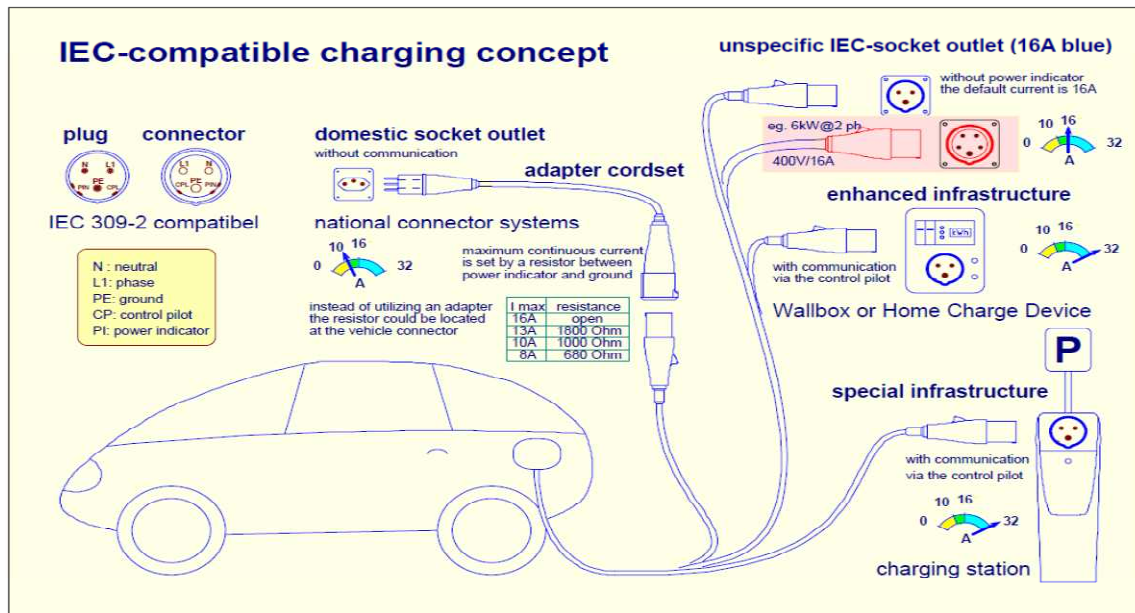 IEC-compatible charging concept
unspecific IEC-socket outlet (16A blue)
without power indicator
the default current is 16A
plug
connector
N
L1
PE
PIN
CPL
L1
N
PE
CPL
PIN
IEC 309-2 compatibel
N : neutral
L1: phase
PE: ground
CP: control pilot
PI: power indicator
domestic socket outlet
without communication
adapter cordset
national connector systems
0
10
16
32
A
maximum continuous current
is set by a resistor between
power indicator and ground
instead of utilizing an adapter
the resistor could be located
at the vehicle connector
I max resistance
16A open
13A 1800 Ohm
10A 1000 Ohm
8A 680 Ohm
eg. 6kW@2 ph
400V/16A
0
10
16
32
A
enhanced infrastructure
kWh
with communication
via the control pilot
0
10
16
32
A
Wallbox or Home Charge Device
P
special infrastructure
with communication
via the control pilot
0
10
16
32
A
charging station